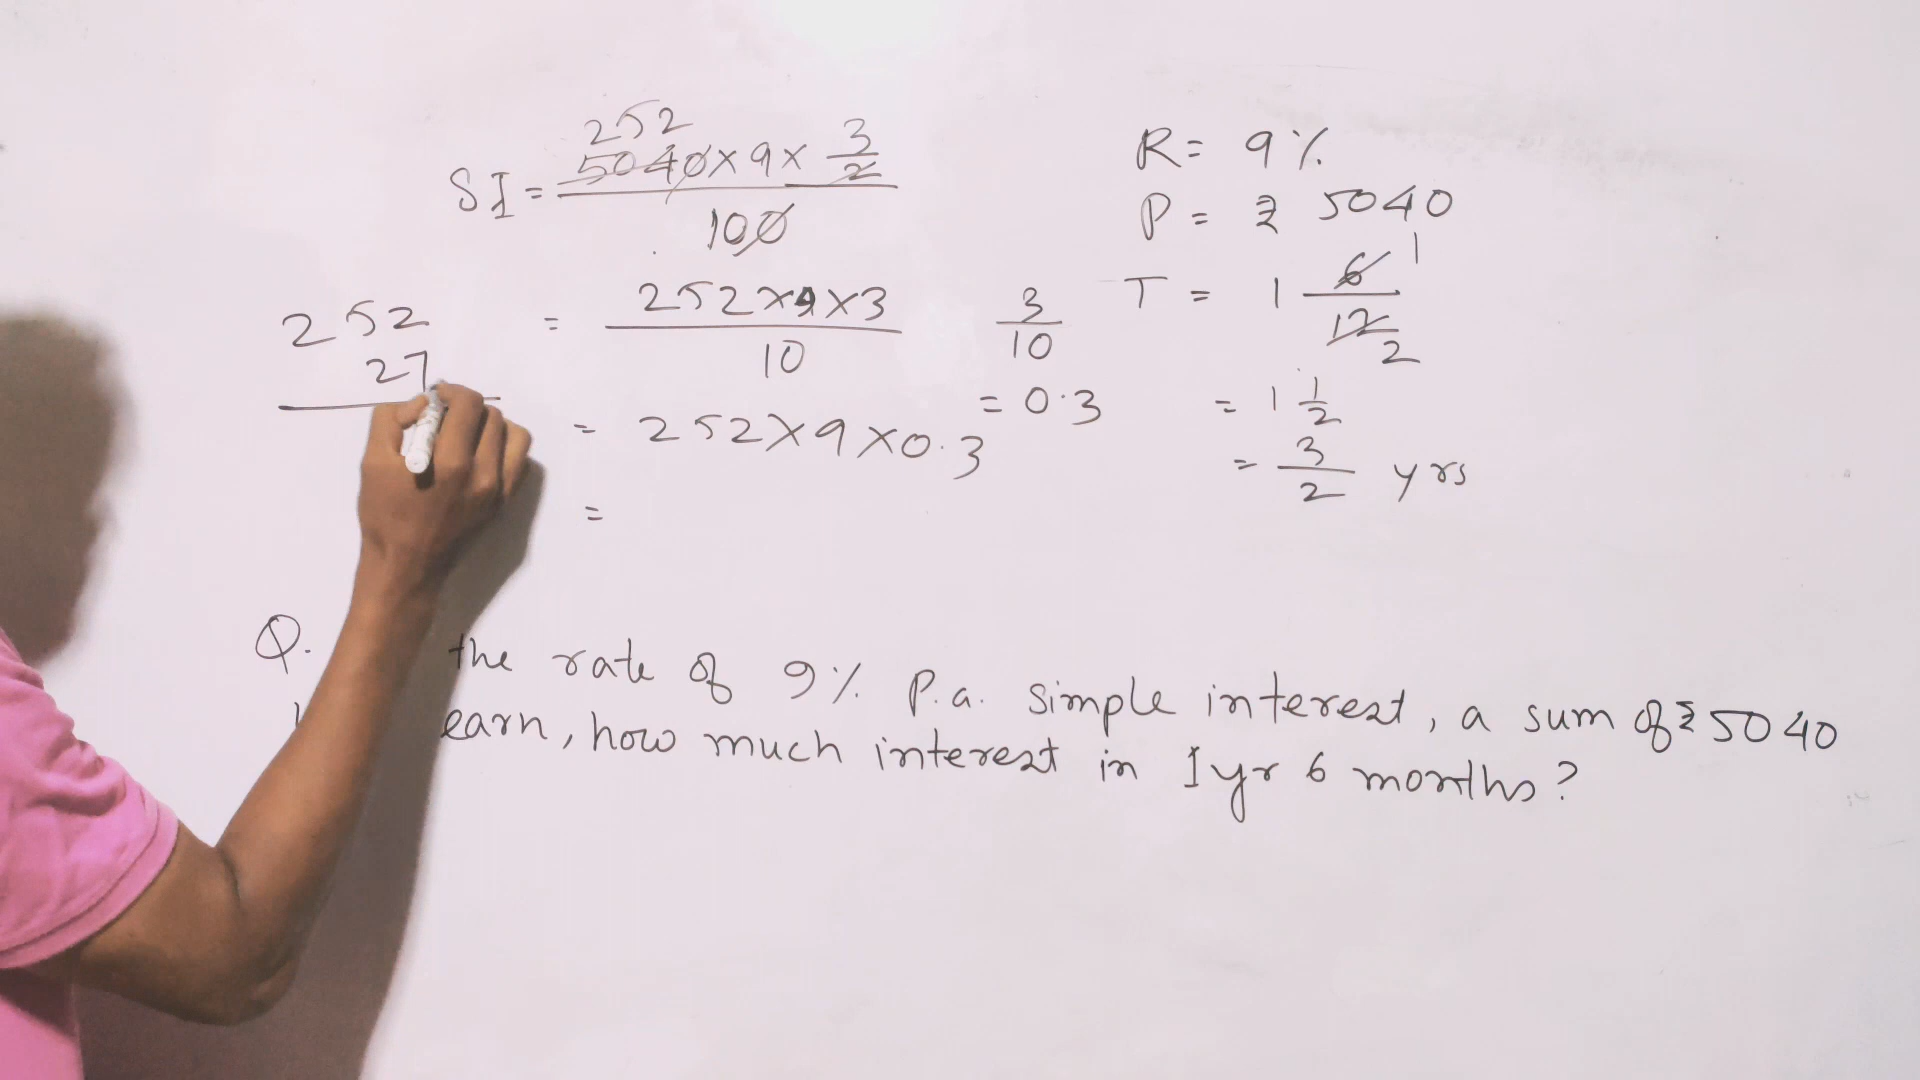 252
SI = 5040 × 9 × 3/2
100
= 252 × 9 × 3
10
= 252 × 9 × 0.3
=
252
27
3
10
= 0.3
R = 9 %
P = ₹ 5040
T = 1 6/12 1 2
= 1 1/2
= 3/2 yrs
Q. the rate of 9% P.a. simple interest, a sum of ₹ 5040
earn, how much interest in 1 yr 6 months?